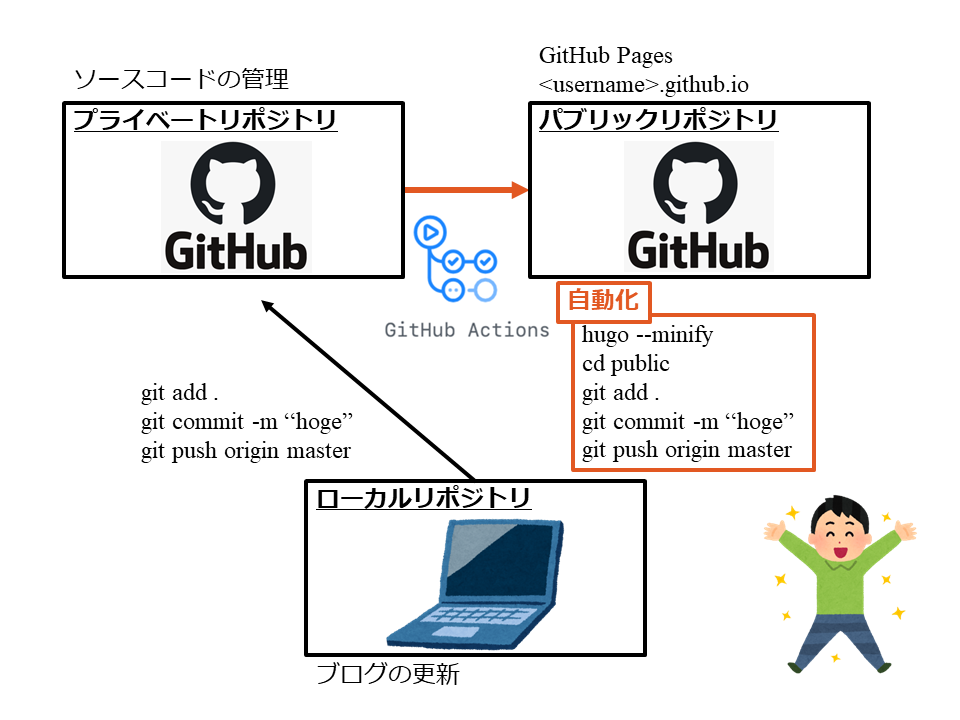 ソースコードの管理
プライベートリポジトリ
GitHub
GitHub Pages
<username>.github.io
パブリックリポジトリ
GitHub
GitHub Actions
自動化
hugo --minify
cd public
git add .
git commit -m “hoge”
git push origin master
git add .
git commit -m “hoge”
git push origin master
ローカルリポジトリ
ブログの更新